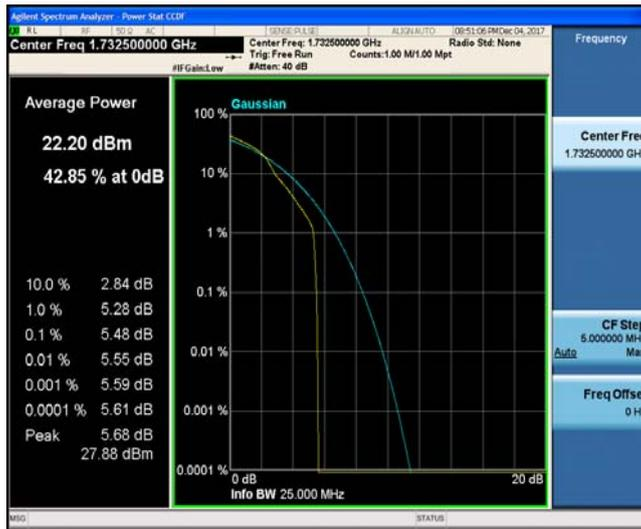 Agilent Spectrum Analyzer - Power Stat CCDF
RL RF 50 Ω AC SENSE:PULSE ALIGN AUTO 08:51:06 PM Dec 04, 2017
Center Freq 1.732500000 GHz
Center Freq: 1.732500000 GHz Radio Std: None
Trig: Free Run Counts:1.00 M/1.00 Mpt
#IFGain:Low #Atten: 40 dB
Frequency
Average Power
22.20 dBm
42.85 % at 0dB
10.0 % 2.84 dB
1.0 % 5.28 dB
0.1 % 5.48 dB
0.01 % 5.55 dB
0.001 % 5.59 dB
0.0001 % 5.61 dB
Peak 5.68 dB
27.88 dBm
Gaussian
100 %
10 %
1 %
0.1 %
0.01 %
0.001 %
0.0001 %
0 dB 20 dB
Info BW 25.000 MHz
Center Fre
1.732500000 GH
CF Step
5.000000 MH
Auto Ma
Freq Offse
0 H
MSG STATUS